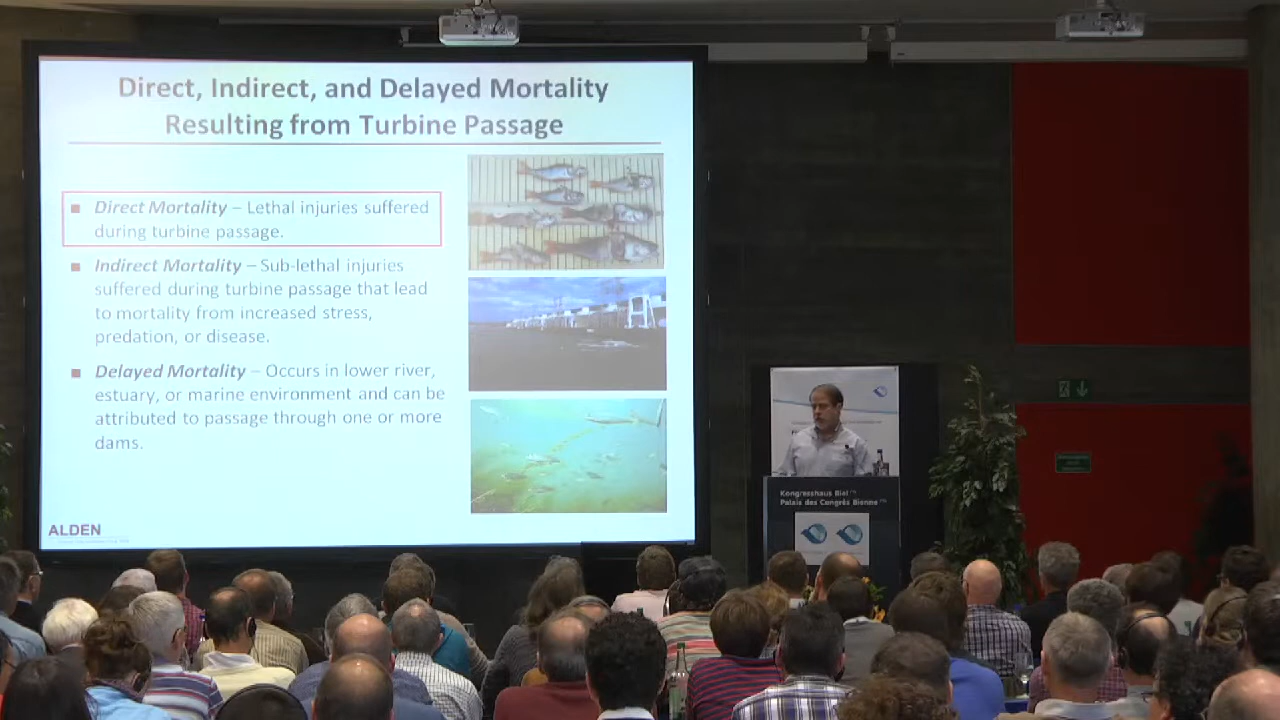 Direct, Indirect, and Delayed Mortality
Resulting from Turbine Passage
▪ Direct Mortality – Lethal injuries suffered
during turbine passage.
▪ Indirect Mortality – Sub-lethal injuries
suffered during turbine passage that lead
to mortality from increased stress,
predation, or disease.
▪ Delayed Mortality – Occurs in lower river,
estuary, or marine environment and can be
attributed to passage through one or more
dams.
ALDEN
Kongresshaus Biel
Palais des Congrès Bienne